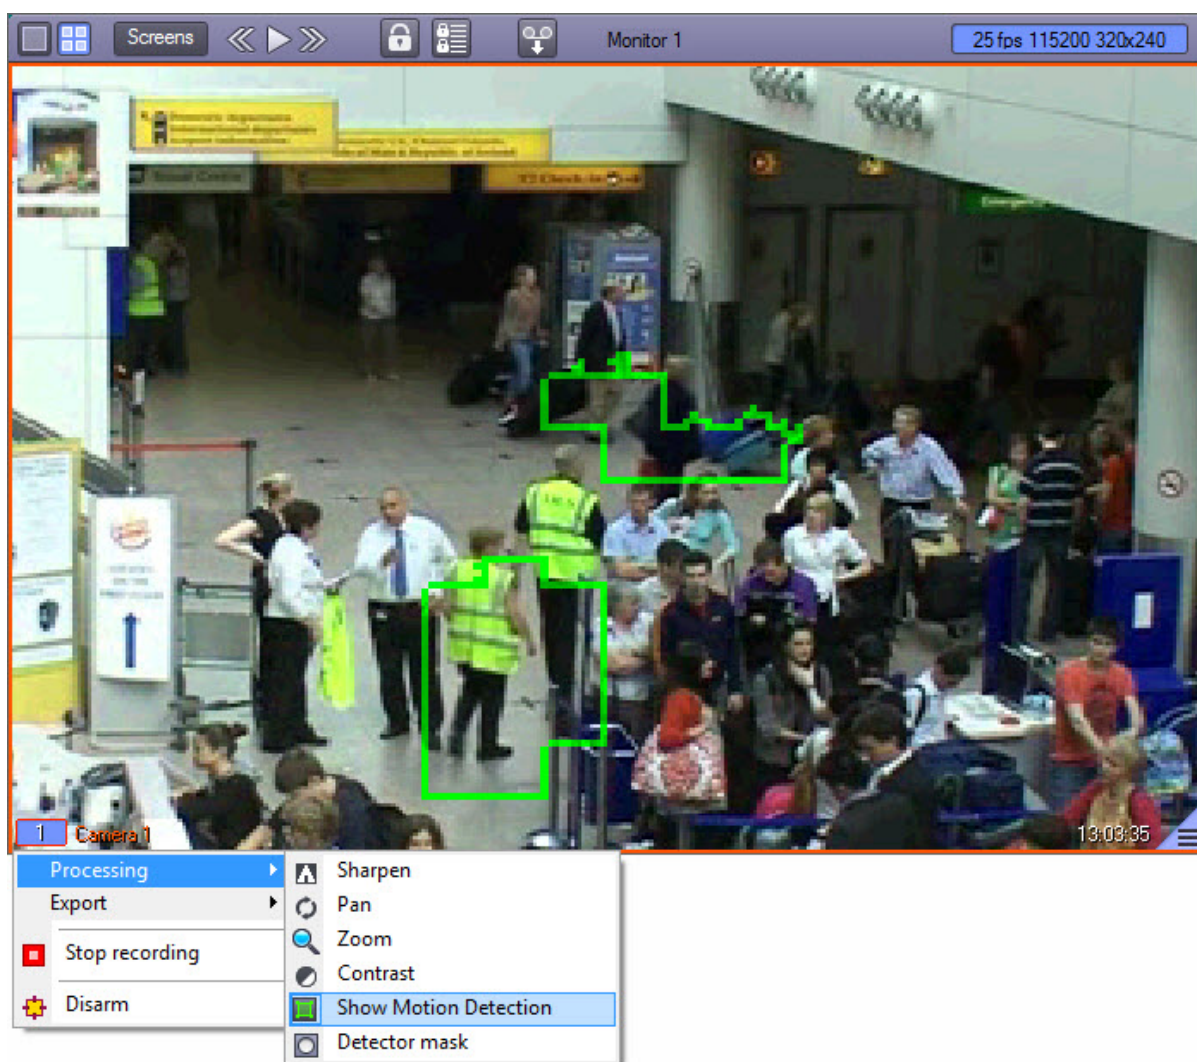 Screens
Monitor 1
25 fps 115200 320x240
1
Camera 1
13:03:35
Processing
Export
Stop recording
Disarm
Sharpen
Pan
Zoom
Contrast
Show Motion Detection
Detector mask